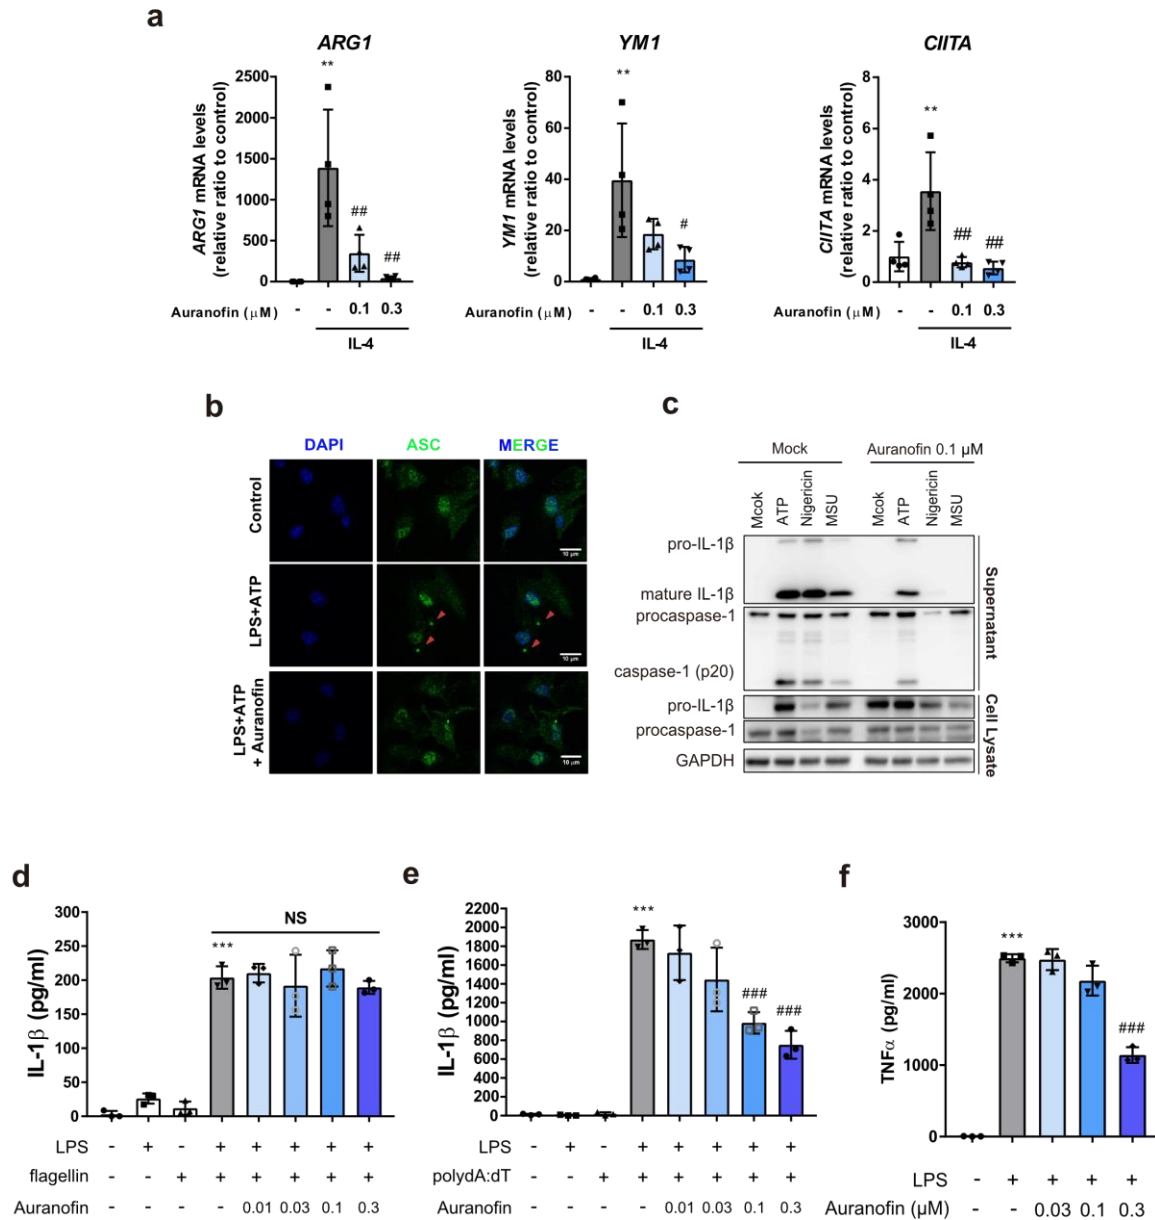 a
ARG1
YM1
CIITA
**
**
**
##
##
#
##
##
ARG1 mRNA levels
(relative ratio to control)
2500
2000
1500
1000
500
0
YM1 mRNA levels
(relative ratio to control)
80
60
40
20
0
CIITA mRNA levels
(relative ratio to control)
8
6
4
2
0
Auranofin (μM) - - 0.1 0.3
IL-4
Auranofin (μM) - - 0.1 0.3
IL-4
Auranofin (μM) - - 0.1 0.3
IL-4
b
DAPI ASC MERGE
Control
10 μm
LPS+ATP
10 μm
LPS+ATP
+ Auranofin
10 μm
c
Mock Auranofin 0.1 μM
Mcok ATP Nigericin MSU Mcok ATP Nigericin MSU
pro-IL-1β
mature IL-1β
procaspase-1
caspase-1 (p20)
Supernatant
pro-IL-1β
procaspase-1
GAPDH
Cell Lysate
d
IL-1β (pg/ml)
300
250
200
150
100
50
0
NS
***
LPS - + - + + + + +
flagellin - - + + + + + +
Auranofin - - - - 0.01 0.03 0.1 0.3
e
IL-1β (pg/ml)
2200
2000
1800
1600
1400
1200
1000
800
600
400
200
0
***
###
###
LPS - + - + + + + +
polydA:dT - - + + + + + +
Auranofin - - - - 0.01 0.03 0.1 0.3
f
TNFα (pg/ml)
3000
2000
1000
0
***
###
LPS - + + + +
Auranofin (μM) - - 0.03 0.1 0.3